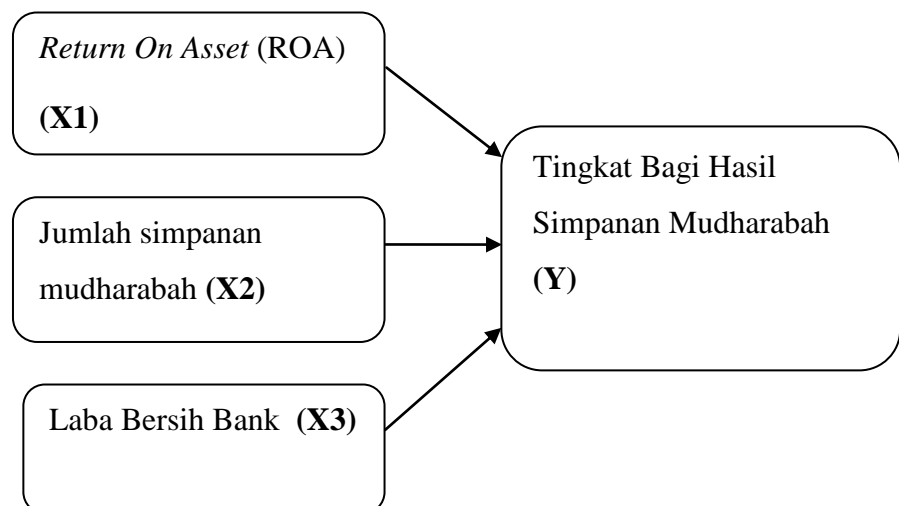 Return On Asset (ROA)
(X1)
Jumlah simpanan
mudharabah (X2)
Laba Bersih Bank (X3)
Tingkat Bagi Hasil
Simpanan Mudharabah
(Y)